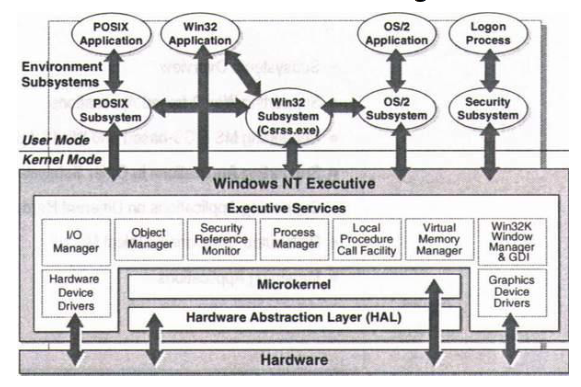 POSIX
Application
Win32
Application
OS/2
Application
Logon
Process
Environment
Subsystems
Subsystems Overview
POSIX
Subsystem
Win32
Subsystem
(Csrss.exe)
OS/2
Subsystem
Security
Subsystem
User Mode
Kernel Mode
Windows NT Executive
Executive Services
I/O
Manager
Object
Manager
Security
Reference
Monitor
Process
Manager
Local
Procedure
Call Facility
Virtual
Memory
Manager
Win32K
Window
Manager
& GDI
Hardware
Device
Drivers
Microkernel
Hardware Abstraction Layer (HAL)
Graphics
Device
Drivers
Hardware